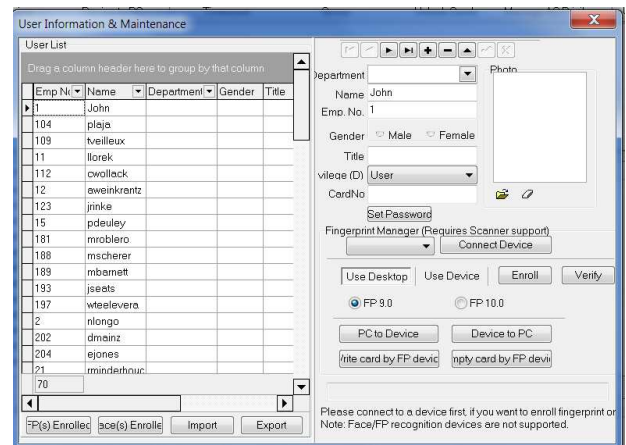 User Information & Maintenance
User List
Drag a column header here to group by that column
Emp No Name Department Gender Title
1 John
104 plaja
109 tveilleux
11 llorek
112 cwollack
12 aweinkrantz
123 jrinke
15 pdeuley
181 mroblero
188 mscherer
189 mbarnett
193 jseats
197 wteelevera
2 nlongo
202 dmainz
204 ejones
21 rminderhouc
70
FP(s) Enrolled
ace(s) Enrolle
Import
Export
Department
Name John
Emp. No. 1
Gender Male Female
Title
vilege (D) User
CardNo
Set Password
Photo
Fingerprint Manager (Requires Scanner support)
Connect Device
Use Desktop Use Device Enroll Verify
FP 9.0 FP 10.0
PC to Device Device to PC
/rite card by FP devic mpty card by FP devi
Please connect to a device first, if you want to enroll fingerprint or
Note: Face/FP recognition devices are not supported.